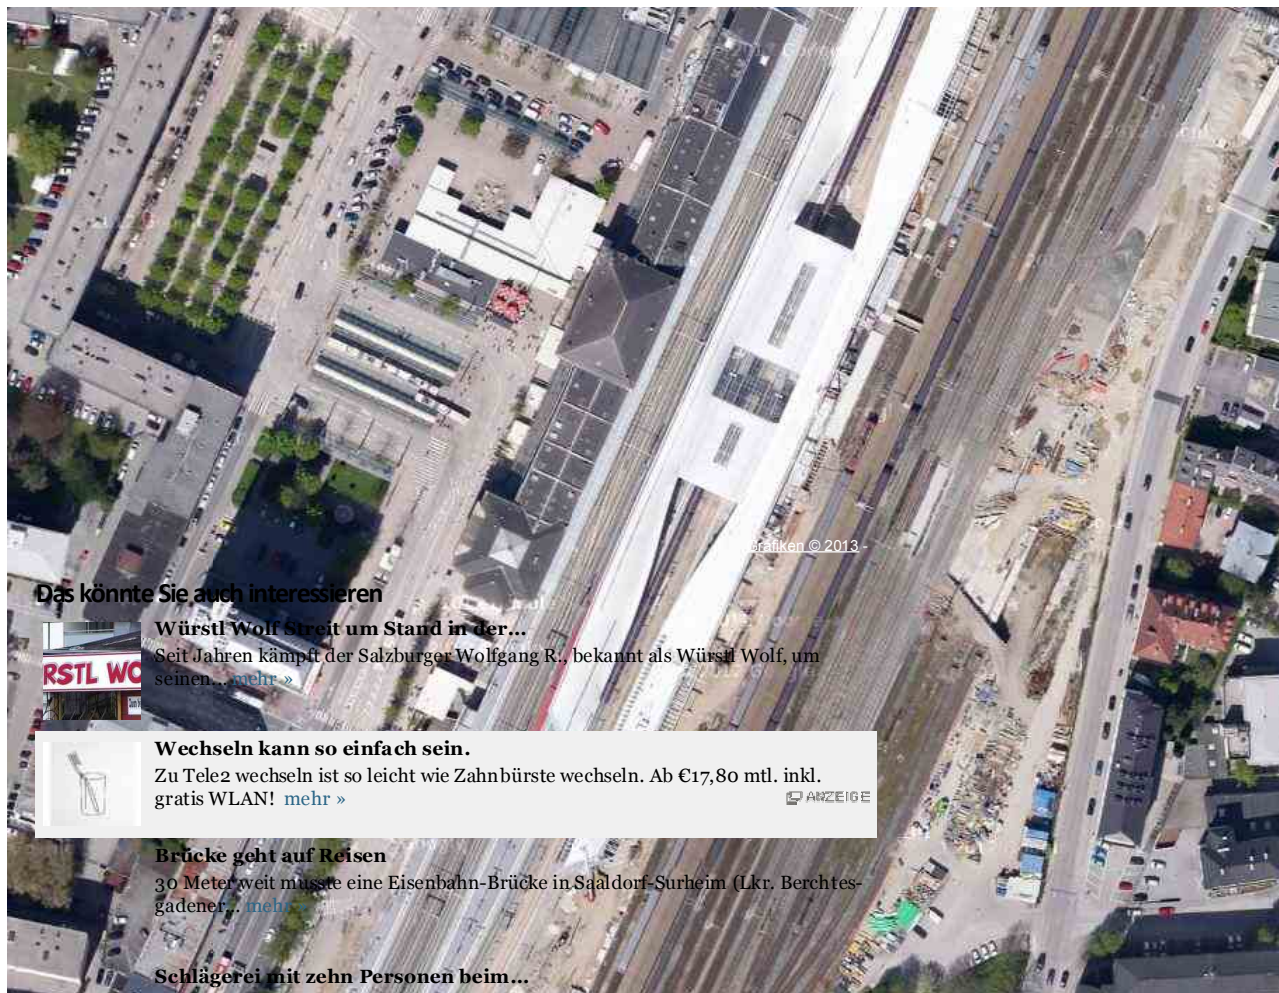 Grafiken © 2013 -
Das könnte Sie auch interessieren
Würstl Wolf Streit um Stand in der...
Seit Jahren kämpft der Salzburger Wolfgang R., bekannt als Würstl Wolf, um
seinen... mehr »
RSTL WO
Wechseln kann so einfach sein.
Zu Tele2 wechseln ist so leicht wie Zahnbürste wechseln. Ab €17,80 mtl. inkl.
gratis WLAN! mehr »
ANZEIGE
Brücke geht auf Reisen
30 Meter weit musste eine Eisenbahn-Brücke in Saaldorf-Surheim (Lkr. Berchtes-
gadener... mehr »
Schlägerei mit zehn Personen beim...